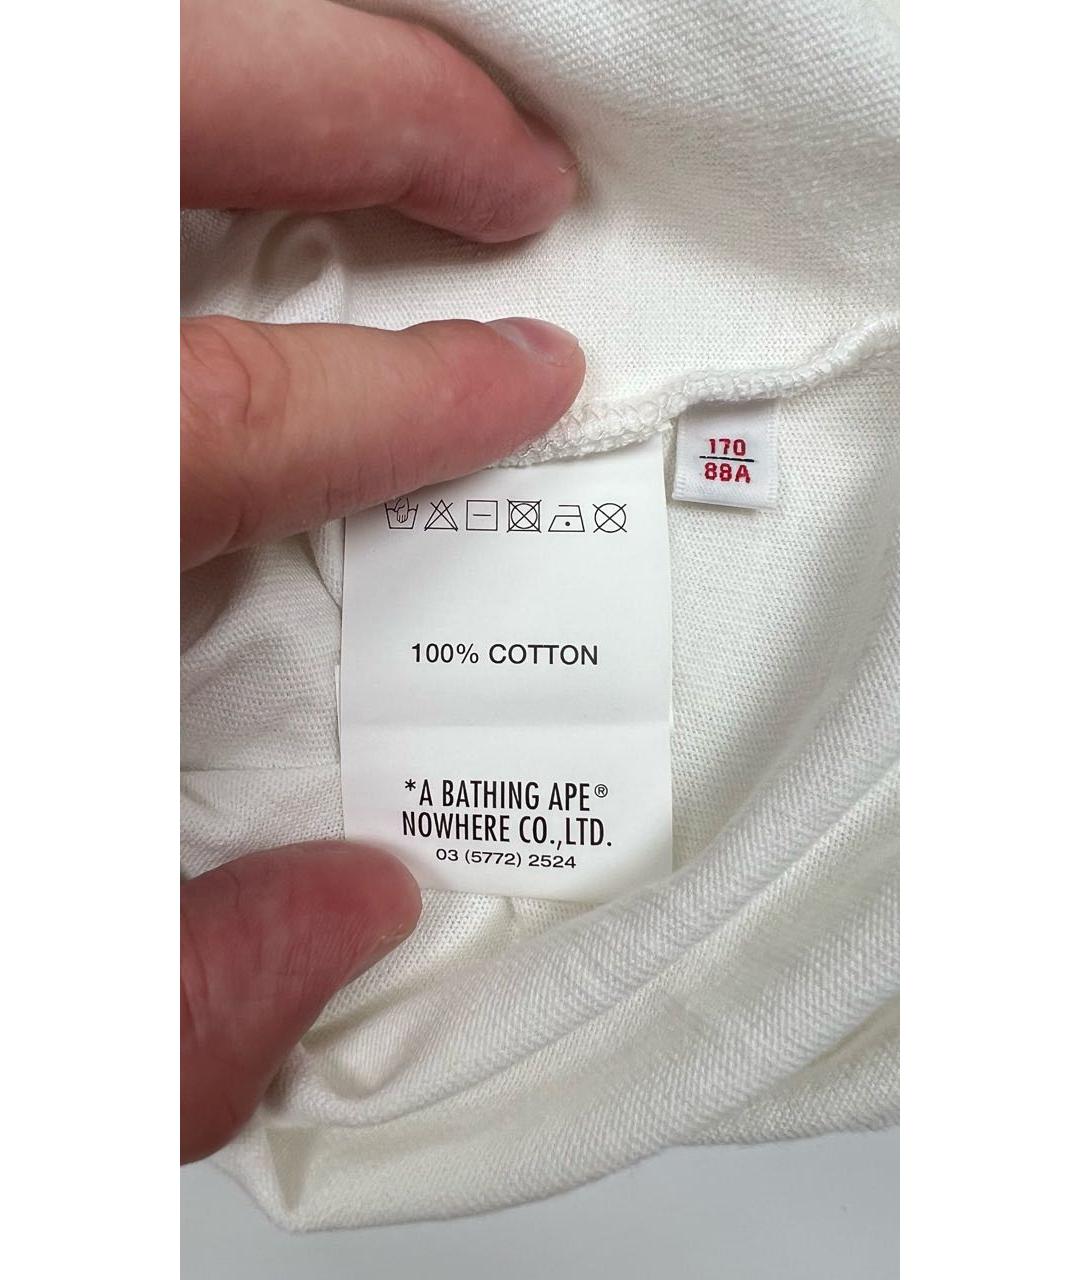 170
88A
100% COTTON
*A BATHING APE®
NOWHERE CO.,LTD.
03 (5772) 2524